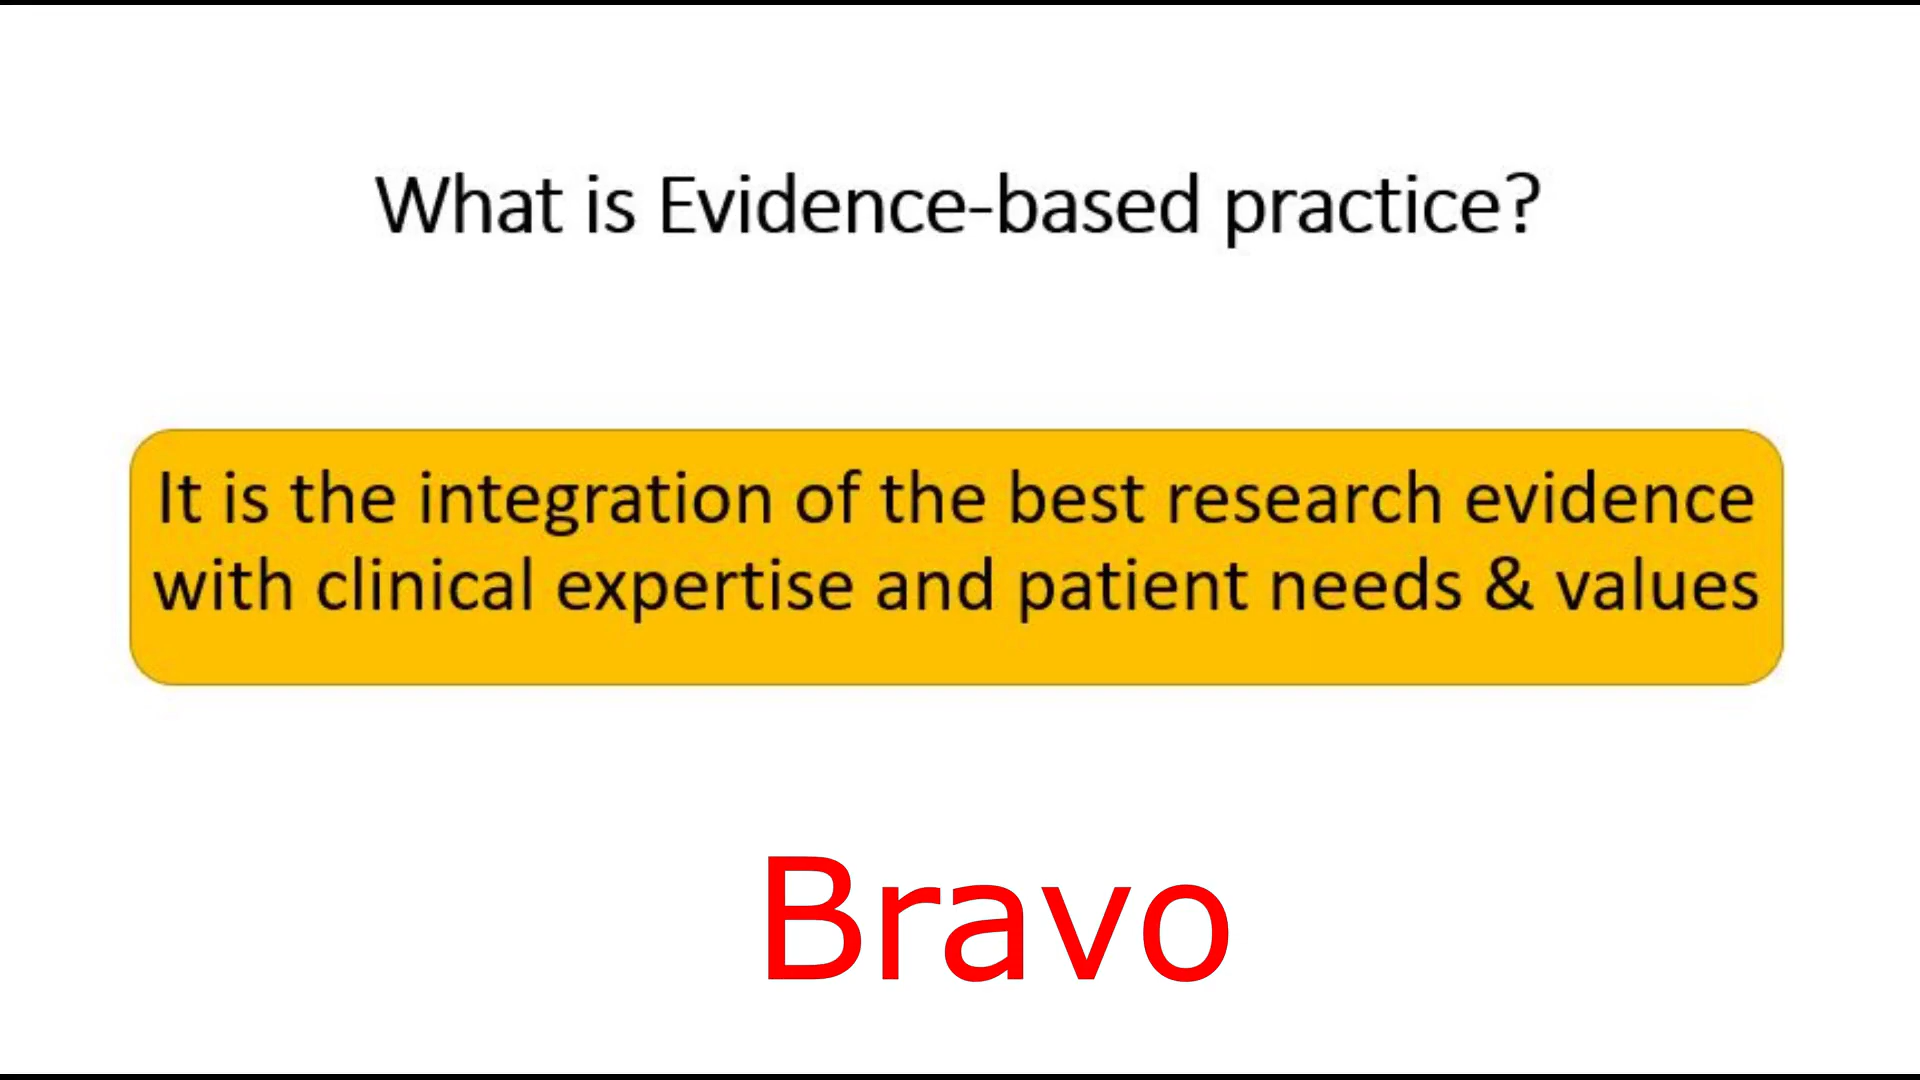 What is Evidence-based practice?
It is the integration of the best research evidence
with clinical expertise and patient needs & values
Bravo